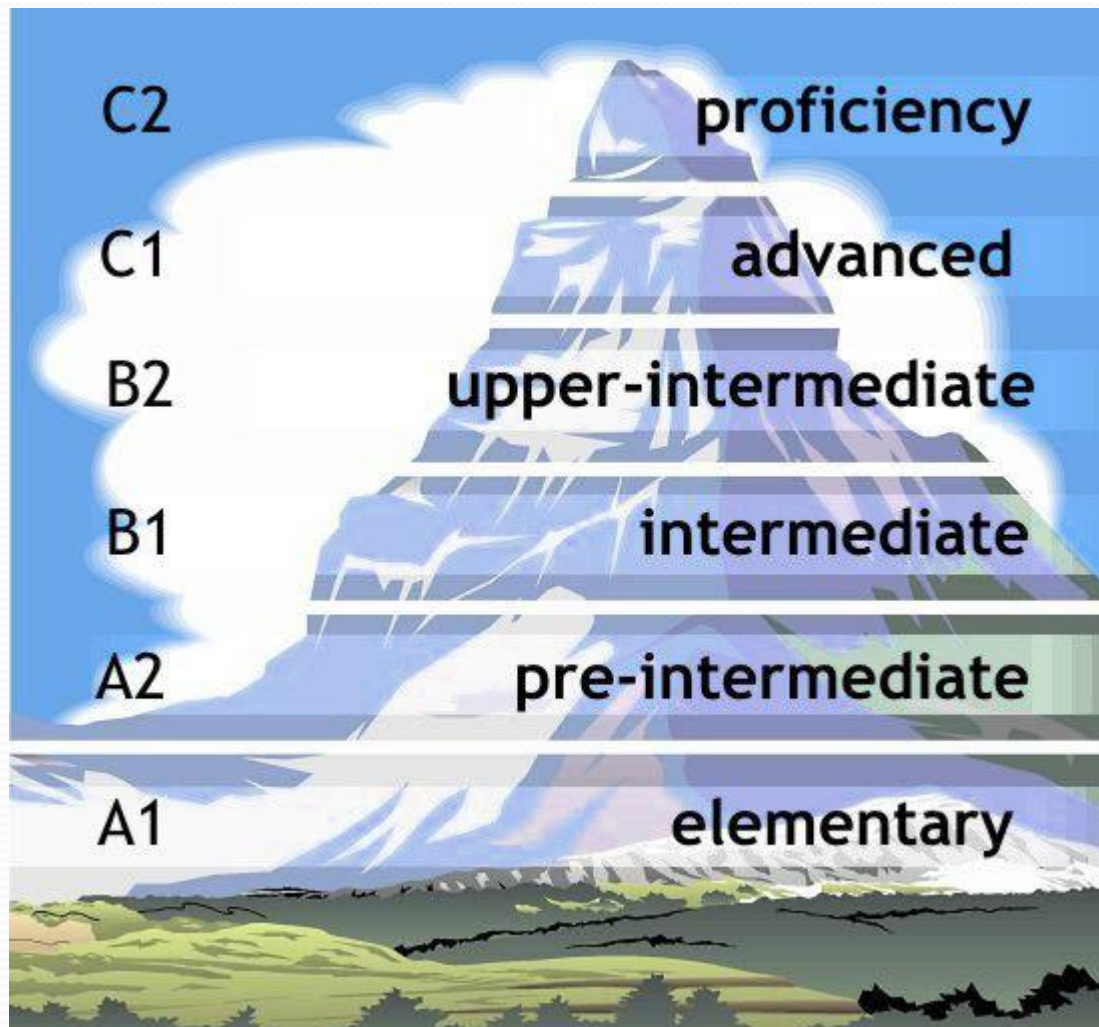 C2 proficiency
C1 advanced
B2 upper-intermediate
B1 intermediate
A2 pre-intermediate
A1 elementary